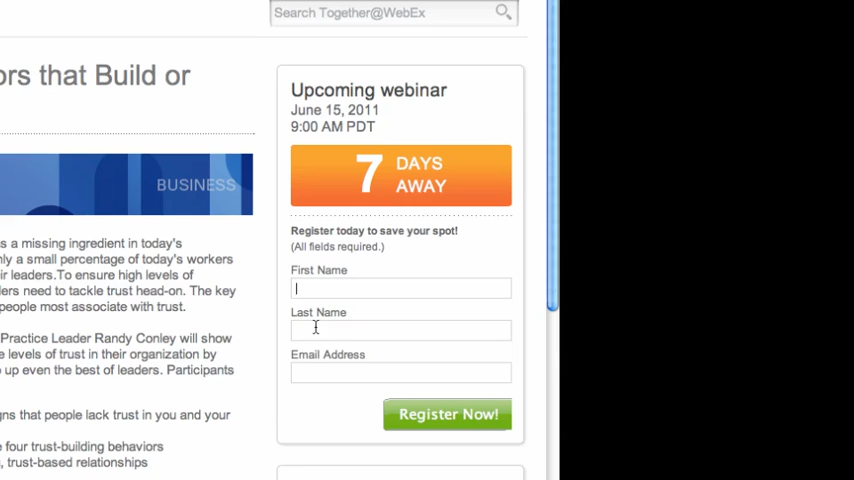 Search Together@WebEx
ors that Build or
BUSINESS
s a missing ingredient in today's
nly a small percentage of today's workers
ir leaders.To ensure high levels of
ders need to tackle trust head-on. The key
people most associate with trust.
Practice Leader Randy Conley will show
e levels of trust in their organization by
o up even the best of leaders. Participants
gns that people lack trust in you and your
e four trust-building behaviors
, trust-based relationships
Upcoming webinar
June 15, 2011
9:00 AM PDT
7 DAYS
AWAY
Register today to save your spot!
(All fields required.)
First Name
Last Name
Email Address
Register Now!